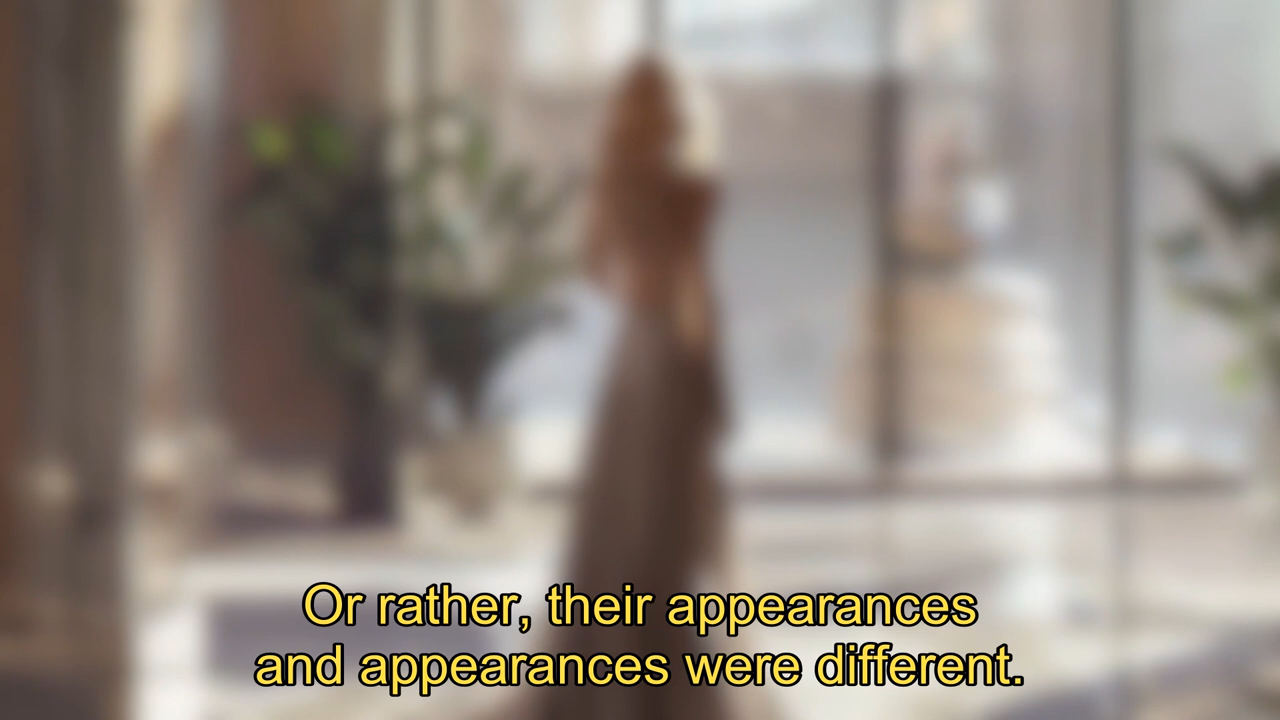 Or rather, their appearances
and appearances were different.